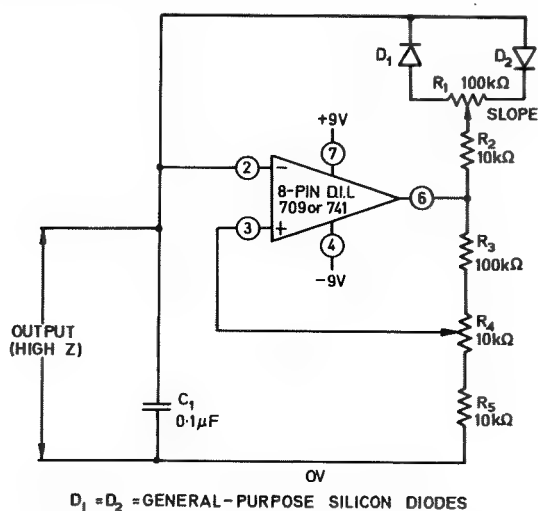 D1
D2
R1
100kΩ
SLOPE
+9V
7
R2
10kΩ
2
−
8-PIN D.I.L
709 or 741
6
3
+
4
−9V
R3
100kΩ
OUTPUT
(HIGH Z)
R4
10kΩ
C1
0·1µF
R5
10kΩ
0V
D1 = D2 = GENERAL-PURPOSE SILICON DIODES